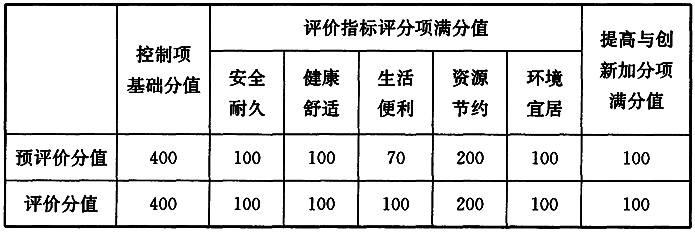 控制项
基础分值
评价指标评分项满分值
提高与创
新加分项
满分值
安全
耐久
健康
舒适
生活
便利
资源
节约
环境
宜居
预评价分值 400 100 100 70 200 100 100
评价分值 400 100 100 100 200 100 100